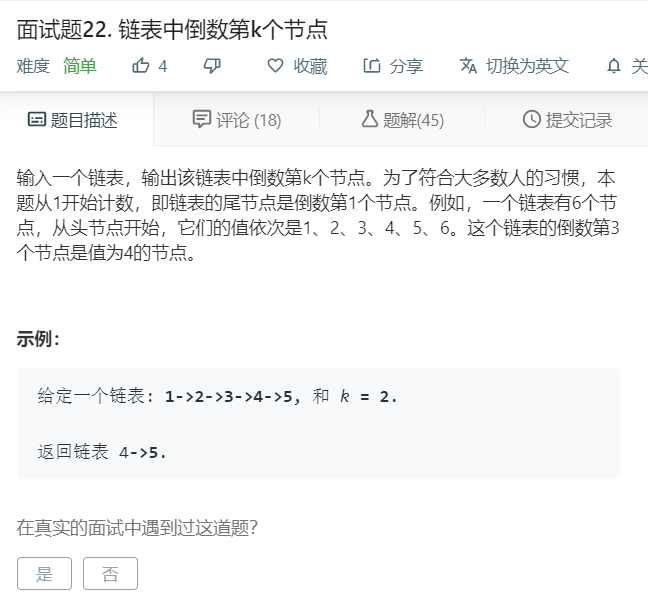 面试题22. 链表中倒数第k个节点
难度 简单 4 收藏 分享 切换为英文 关
题目描述 评论 (18) 题解(45) 提交记录
输入一个链表，输出该链表中倒数第k个节点。为了符合大多数人的习惯，本
题从1开始计数，即链表的尾节点是倒数第1个节点。例如，一个链表有6个节
点，从头节点开始，它们的值依次是1、2、3、4、5、6。这个链表的倒数第3
个节点是值为4的节点。
示例：
给定一个链表: 1->2->3->4->5, 和 k = 2.
返回链表 4->5.
在真实的面试中遇到过这道题？
是 否